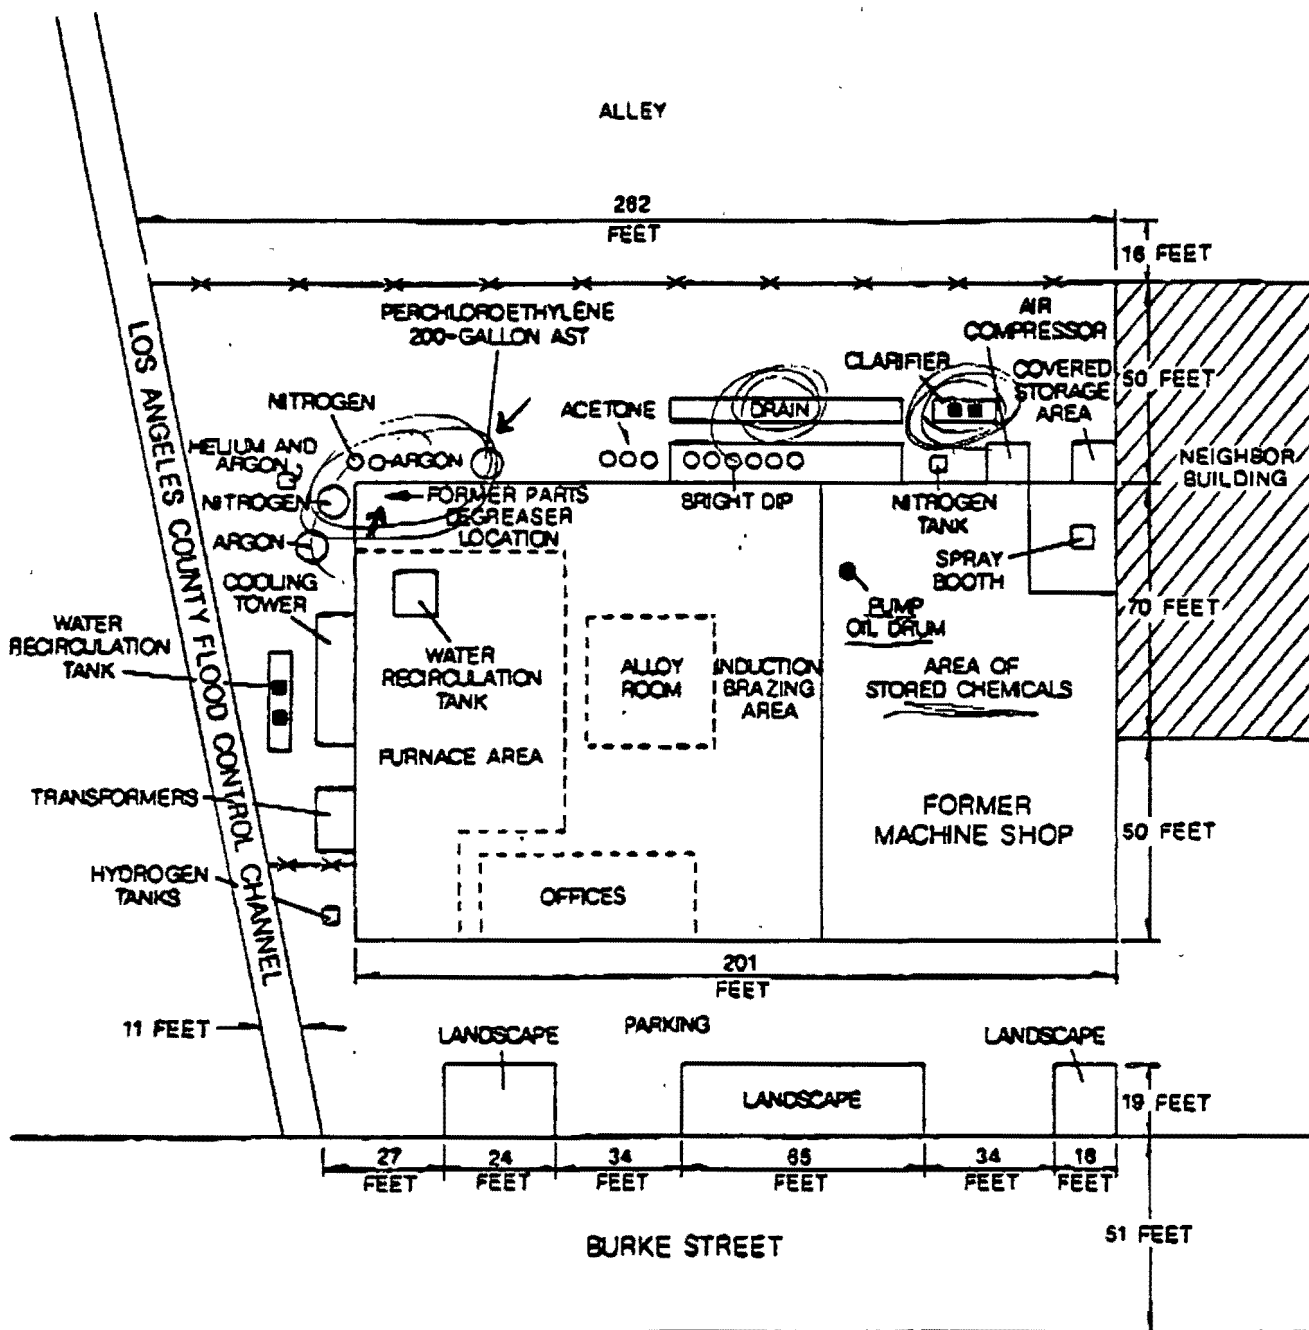 ALLEY
262
FEET
16 FEET
PERCHLOROETHYLENE
200-GALLON AST
AIR
COMPRESSOR
CLARIFIER
COVERED
STORAGE
AREA
50 FEET
NITROGEN
ACETONE
DRAIN
HELIUM AND
ARGON
ARGON
NITROGEN
FORMER PARTS
DEGREASER
LOCATION
BRIGHT DIP
NITROGEN
TANK
NEIGHBOR
BUILDING
ARGON
SPRAY
BOOTH
COOLING
TOWER
PUMP
OIL DRUM
70 FEET
WATER
RECIRCULATION
TANK
WATER
RECIRCULATION
TANK
ALLOY
ROOM
INDUCTION
BRAZING
AREA
AREA OF
STORED CHEMICALS
LOS ANGELES COUNTY FLOOD CONTROL CHANNEL
FURNACE AREA
TRANSFORMERS
FORMER
MACHINE SHOP
50 FEET
HYDROGEN
TANKS
OFFICES
201
FEET
11 FEET
LANDSCAPE
PARKING
LANDSCAPE
LANDSCAPE
19 FEET
27
FEET
24
FEET
34
FEET
65
FEET
34
FEET
16
FEET
BURKE STREET
51 FEET